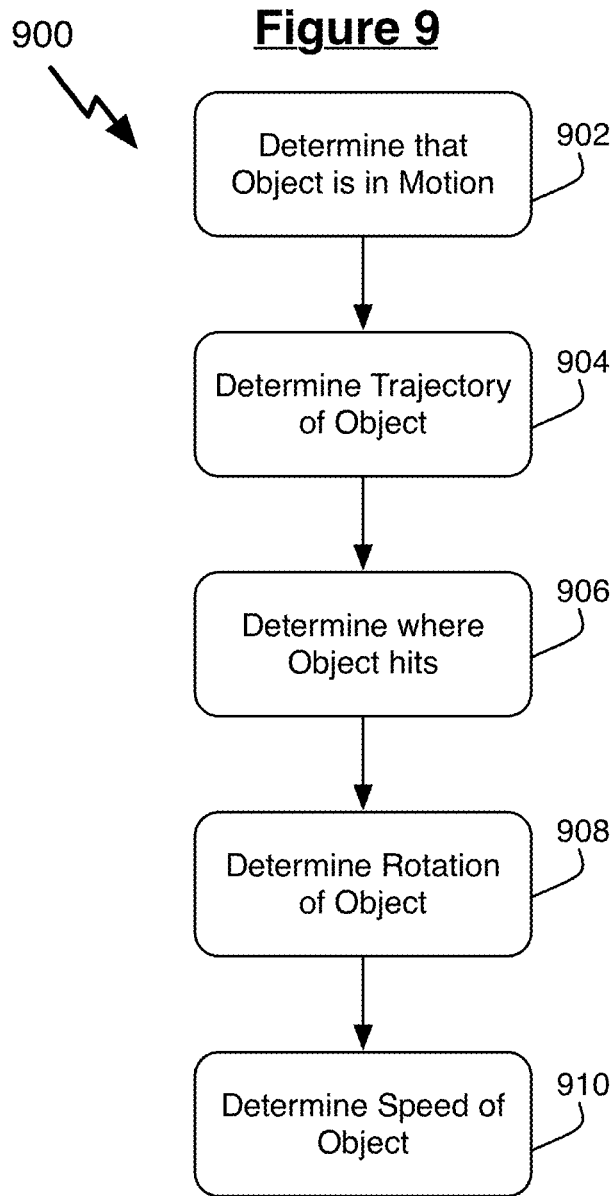 Figure 9
900
Determine that
Object is in Motion
902
Determine Trajectory
of Object
904
Determine where
Object hits
906
Determine Rotation
of Object
908
Determine Speed of
Object
910